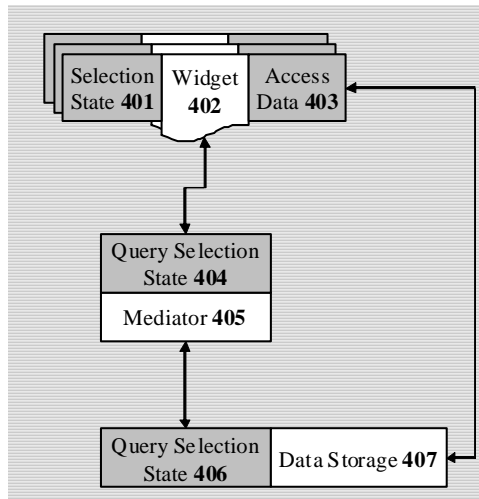 Selection
State 401
Widget
402
Access
Data 403
Query Selection
State 404
Mediator 405
Query Selection
State 406
Data Storage 407